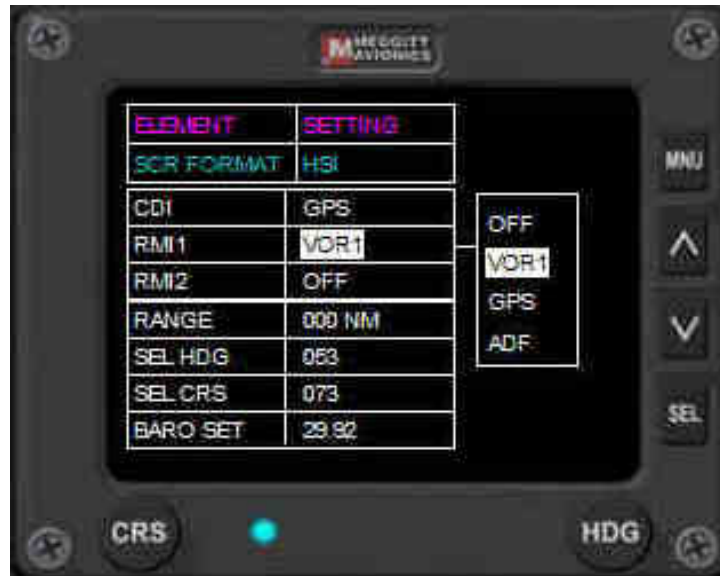 MEGGITT
AVIONICS
ELEMENT SETTING
SCR FORMAT HSI
CDI GPS
RMI1 VOR1
RMI2 OFF
RANGE 000 NM
SEL HDG 053
SEL CRS 073
BARO SET 29.92
OFF
VOR1
GPS
ADF
MNU
SEL
CRS
HDG